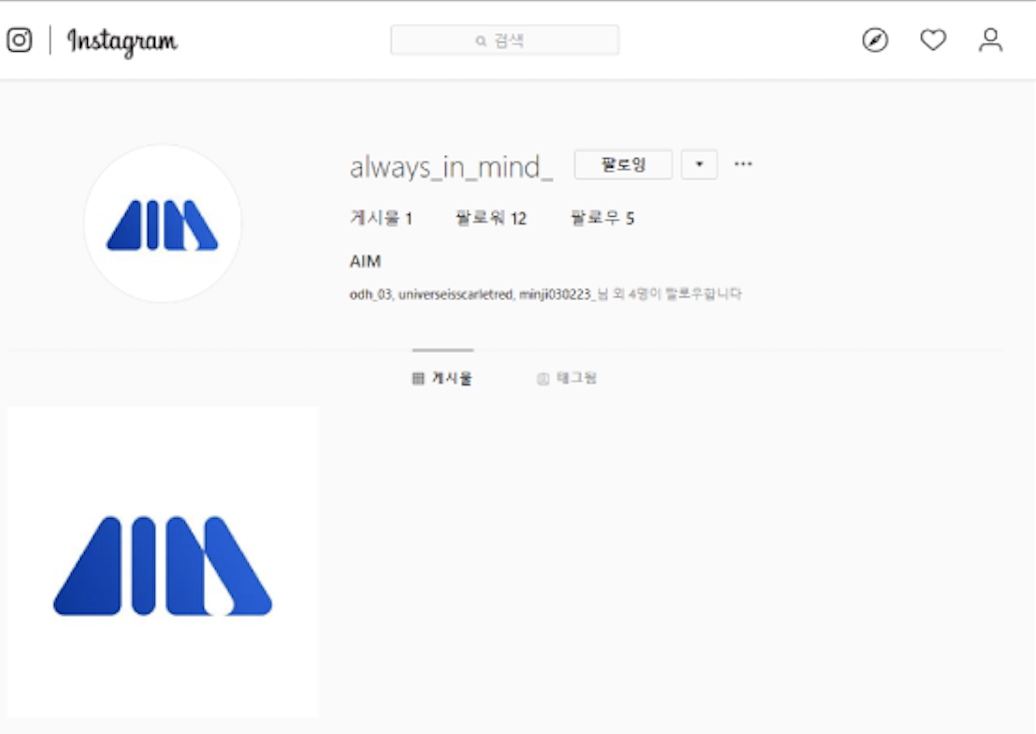 Instagram
검색
always_in_mind_ 팔로잉
게시물 1 팔로워 12 팔로우 5
AIM
odh_03, universeisscarletred, minji030223_님 외 4명이 팔로우합니다
게시물 태그됨
AIM